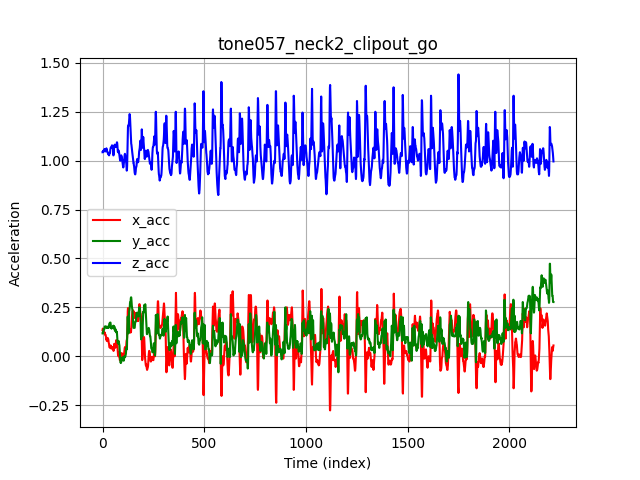 tone057_neck2_clipout_go
1.50
1.25
1.00
0.75
0.50
0.25
0.00
−0.25
Acceleration
x_acc
y_acc
z_acc
0
500
1000
1500
2000
Time (index)